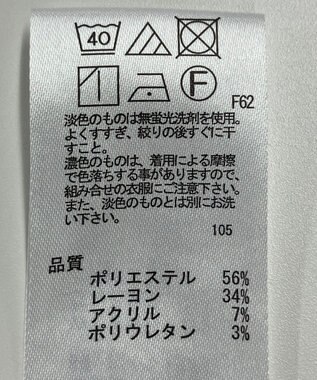 40
F
F62
淡色のものは無蛍光洗剤を使用。
よくすすぎ、絞りの後すぐに干
すこと。
濃色のものは、着用による摩擦
で色落ちする事がありますので、
組み合せの衣服にご注意下さい。
また、淡色のものとは別にお洗
い下さい。
105
品質
ポリエステル 56%
レーヨン 34%
アクリル 7%
ポリウレタン 3%